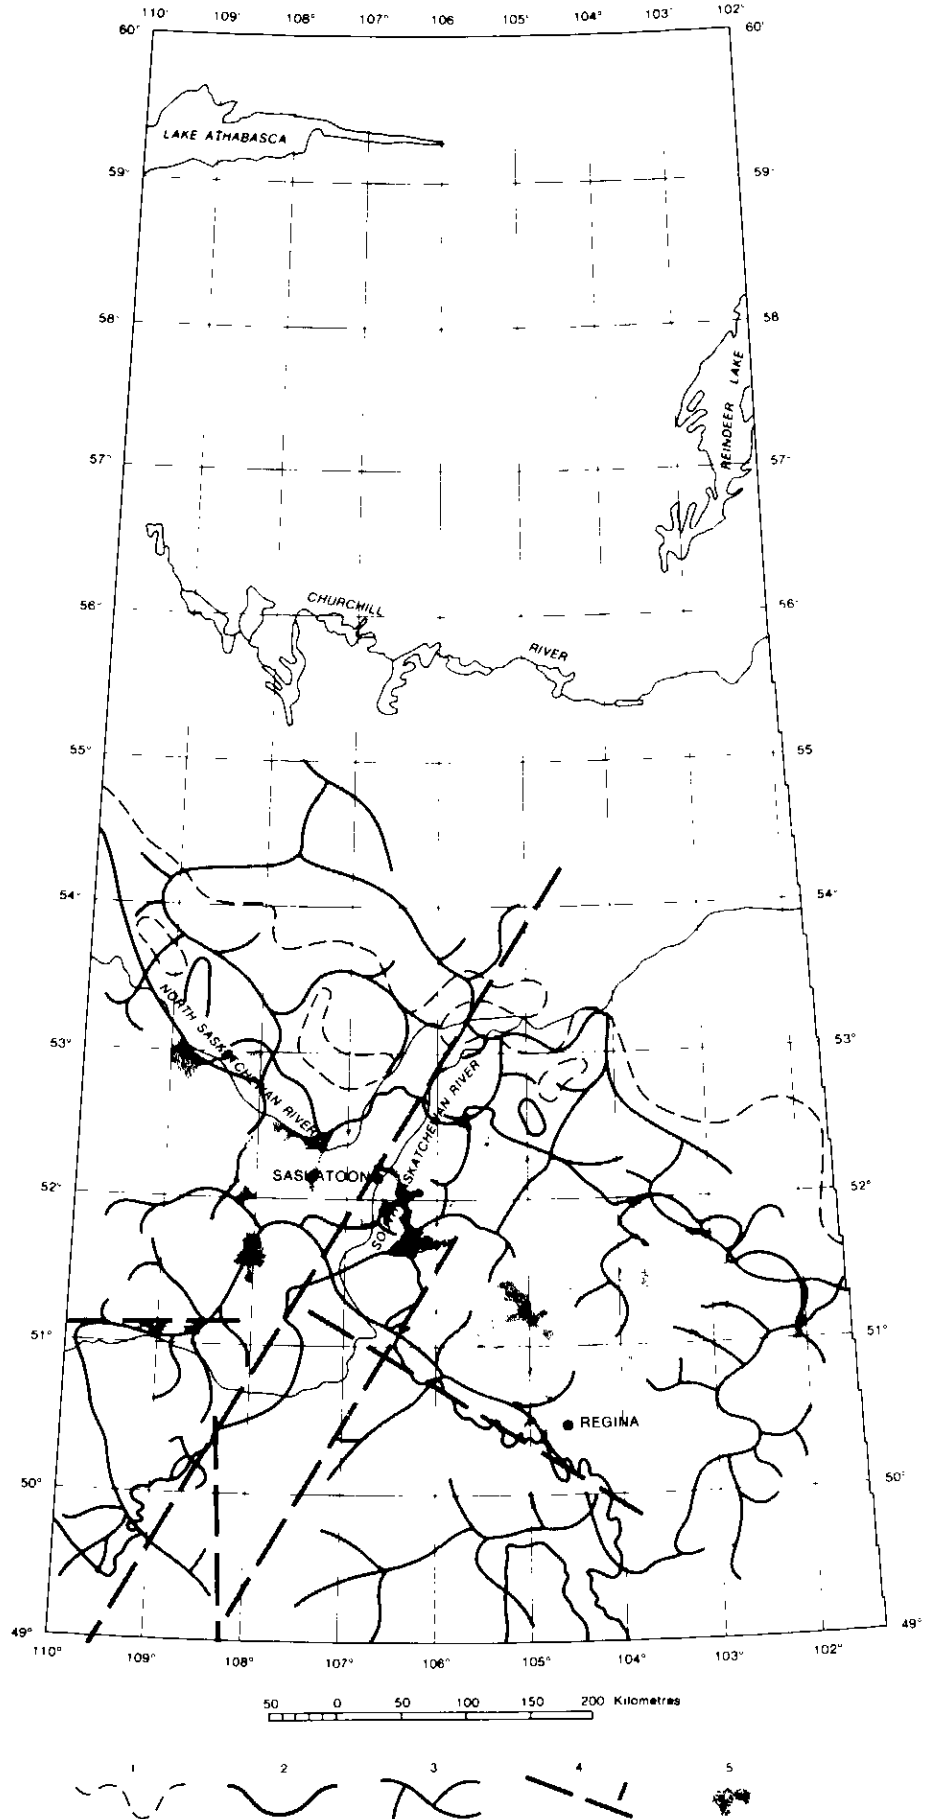 110° 109° 108° 107° 106 105° 104° 103° 102°
60° 60°
LAKE ATHABASCA
59° 59°
58° 58
REINDEER LAKE
57° 57°
56° 56°
CHURCHILL
RIVER
55° 55
54° 54°
NORTH SASKATCHEWAN RIVER
53° 53°
SASKATOON
52° 52°
51° 51°
REGINA
50° 50°
49° 49°
110° 109° 108° 107° 106° 105° 104° 103° 102°
50 0 50 100 150 200 Kilometres
1 2 3 4 5